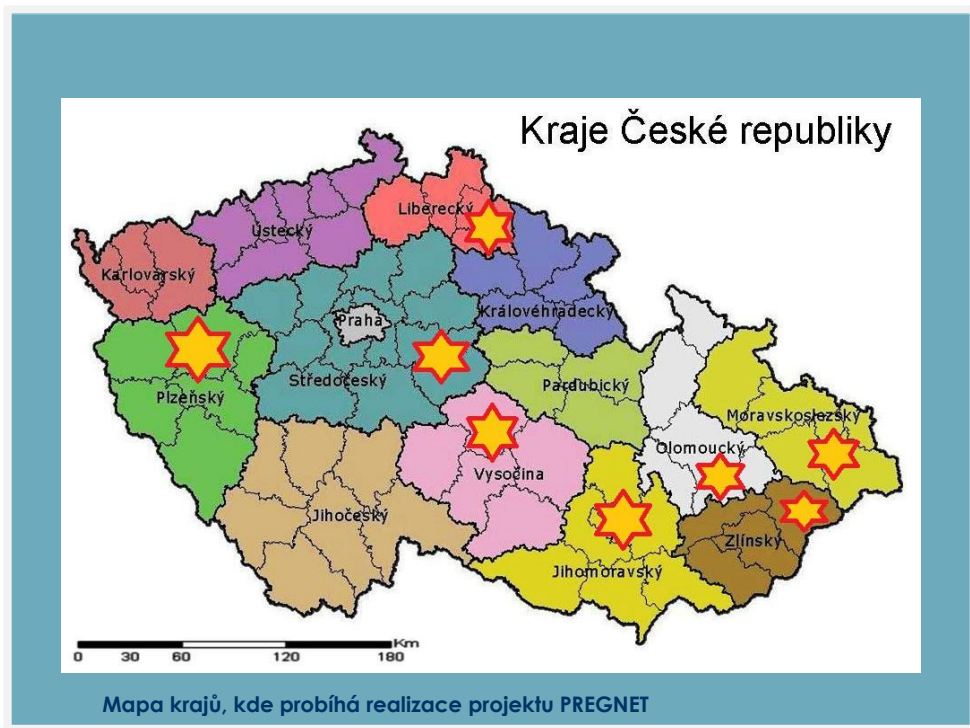 Kraje České republiky
Liberecký
Ústecký
Karlovarský
Královéhradecký
Praha
Středočeský
Plzeňský
Pardubický
Moravskoslezský
Olomoucký
Vysočina
Jihočeský
Zlínský
Jihomoravský
Km
0 30 60 120 180
Mapa krajů, kde probíhá realizace projektu PREGNET